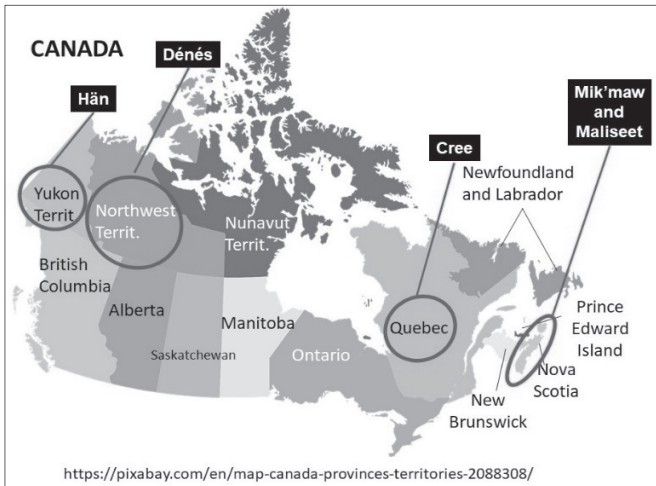 CANADA
Dénés
Hän
Mik'maw
and
Maliseet
Cree
Newfoundland
and Labrador
Yukon
Territ.
Northwest
Territ.
Nunavut
Territ.
British
Columbia
Alberta
Saskatchewan
Manitoba
Ontario
Quebec
Prince
Edward
Island
Nova
Scotia
New
Brunswick
https://pixabay.com/en/map-canada-provinces-territories-2088308/